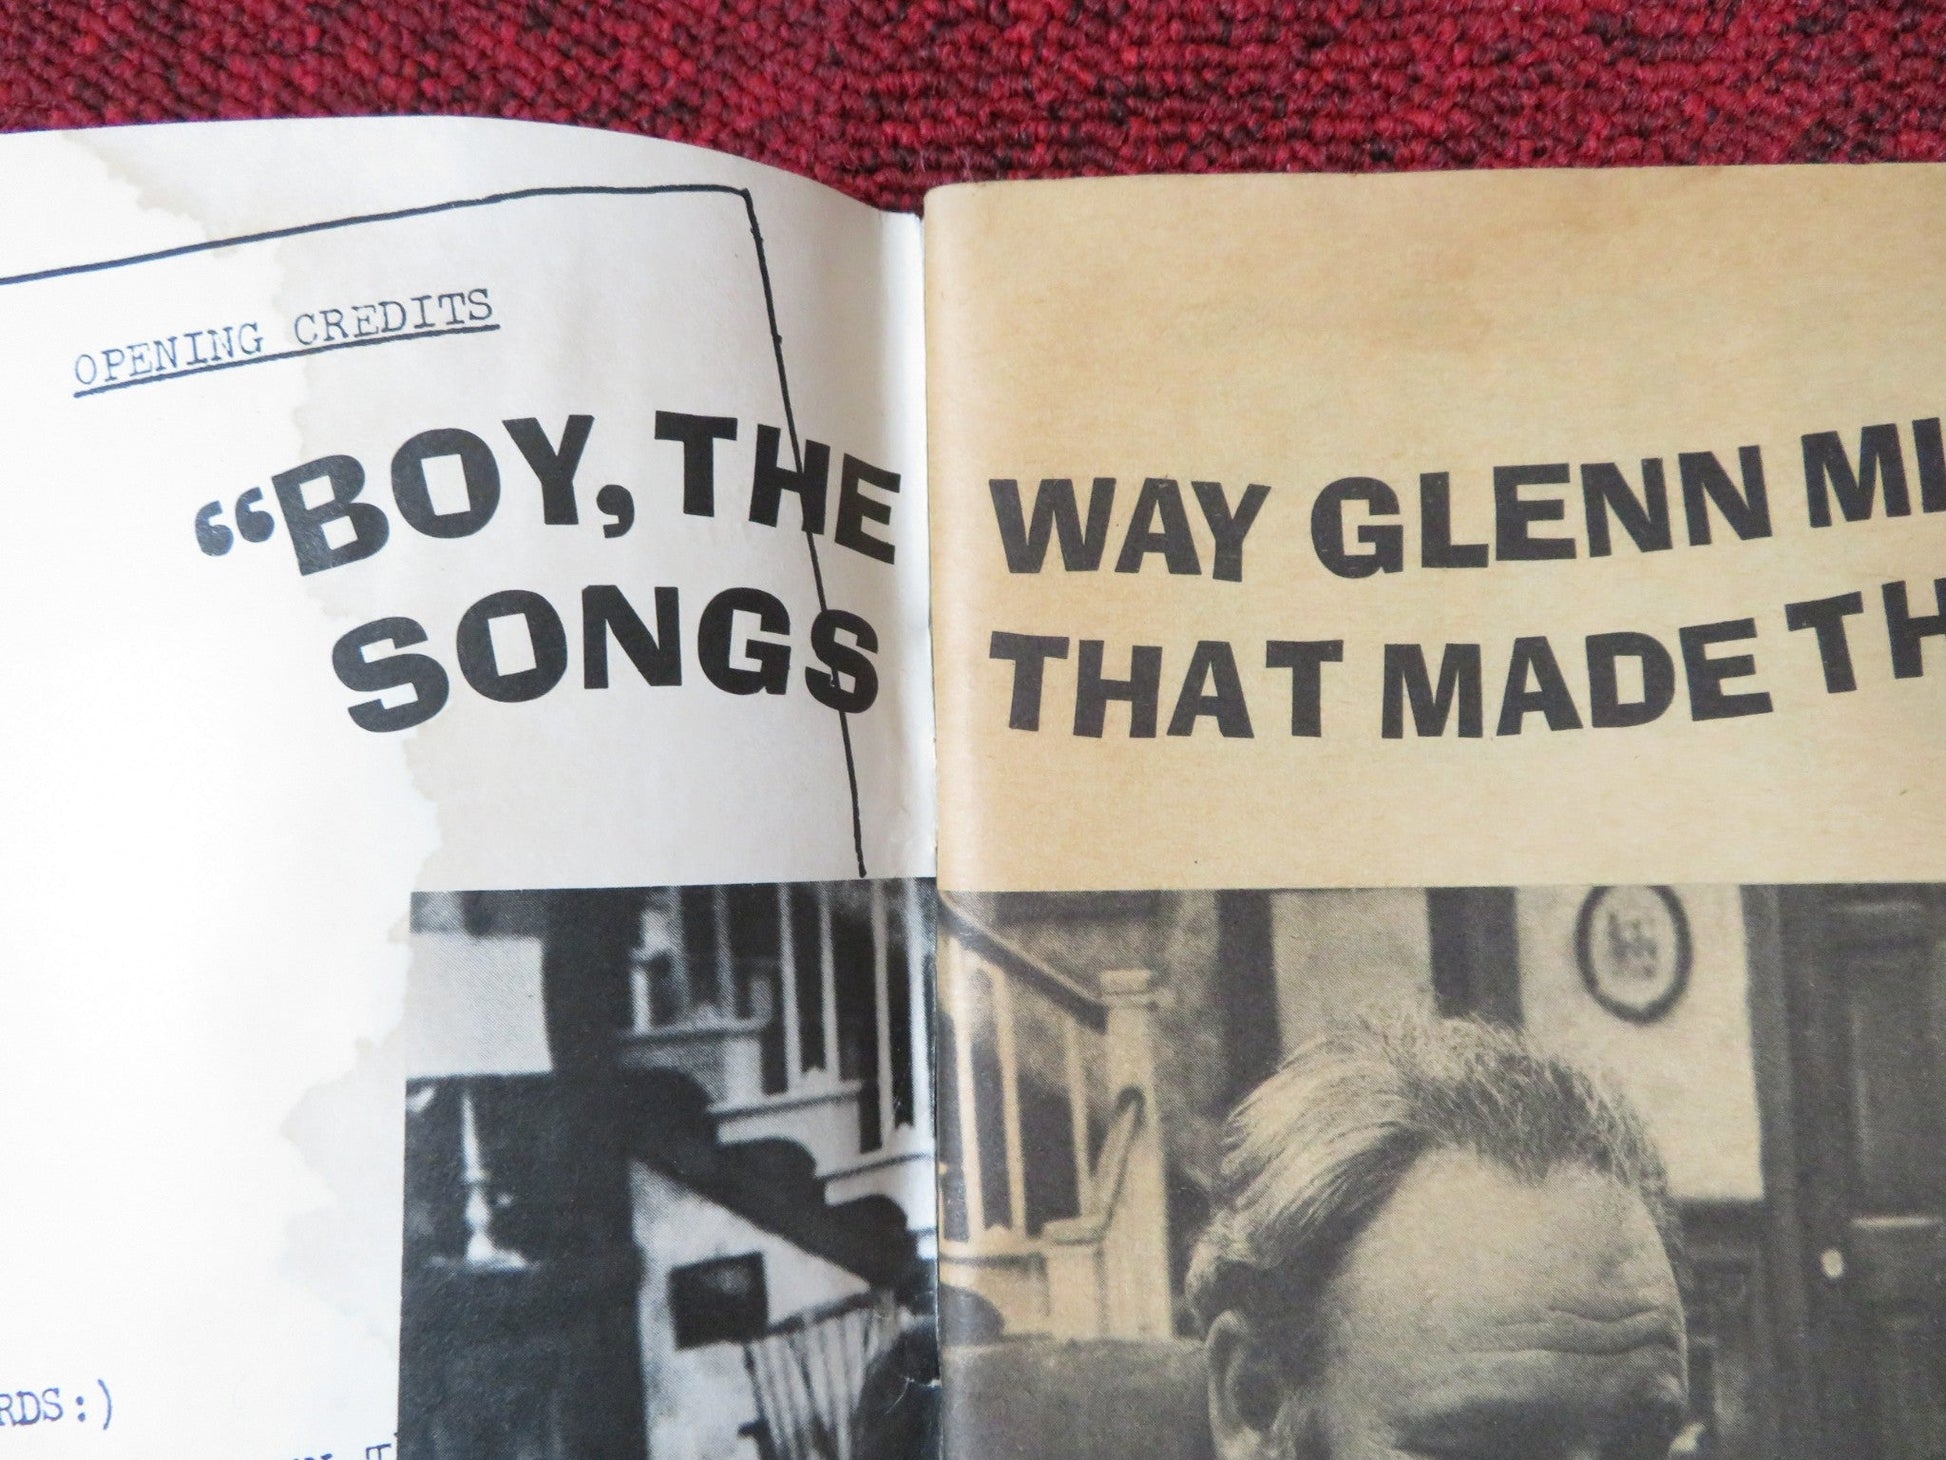 OPENING CREDITS
“BOY, THE WAY GLENN MI
SONGS THAT MADE TH
RDS:)